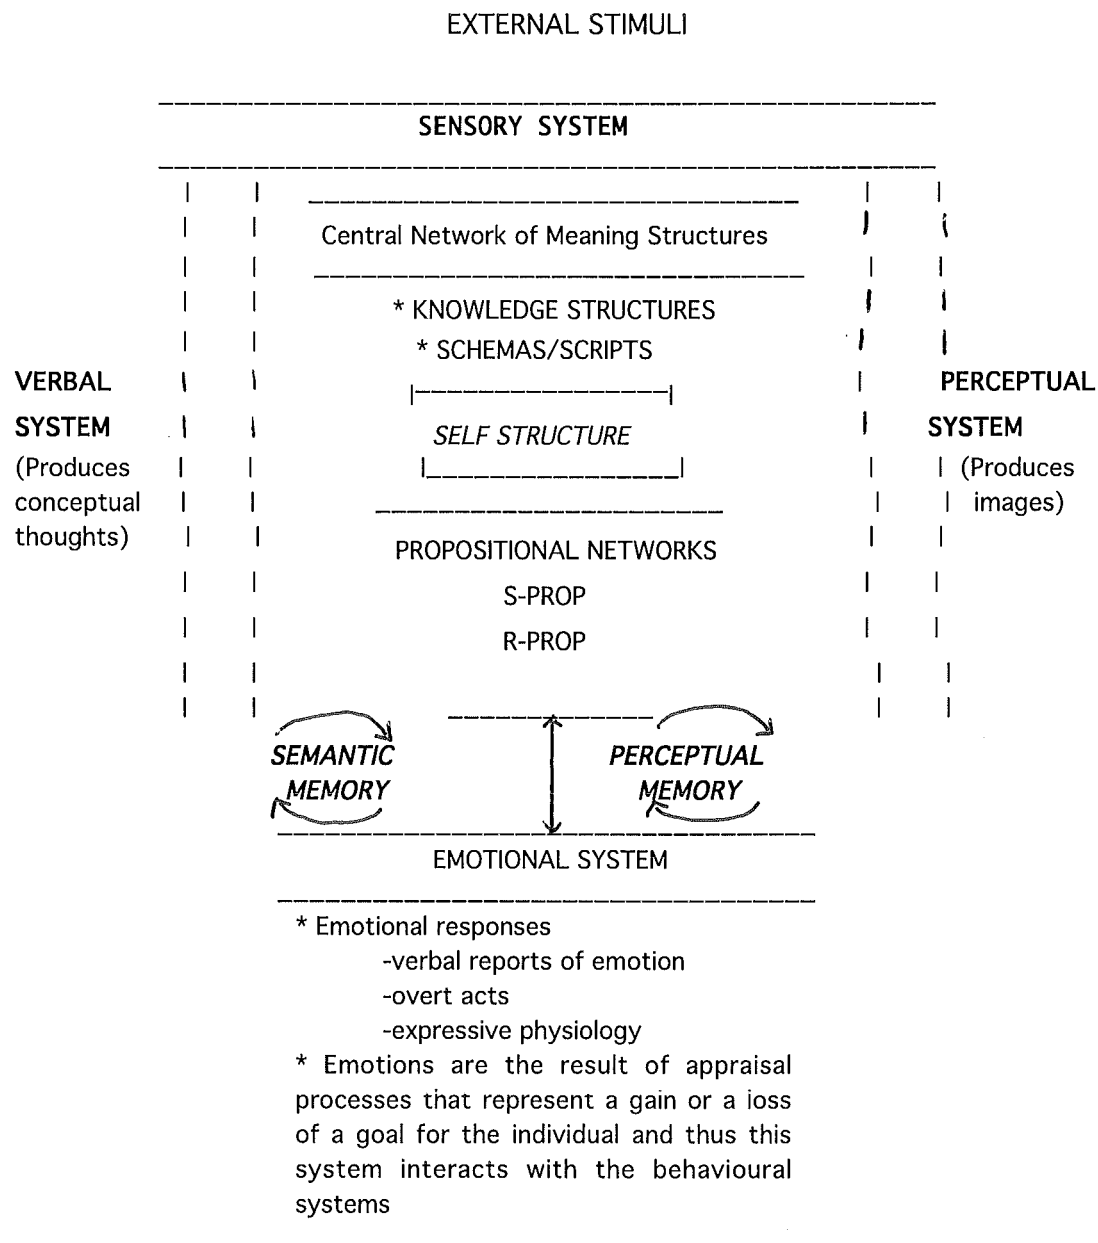 EXTERNAL STIMULI
SENSORY SYSTEM
Central Network of Meaning Structures
* KNOWLEDGE STRUCTURES
* SCHEMAS/SCRIPTS
VERBAL
SYSTEM
(Produces
conceptual
thoughts)
SELF STRUCTURE
PERCEPTUAL
SYSTEM
(Produces
images)
PROPOSITIONAL NETWORKS
S-PROP
R-PROP
SEMANTIC
MEMORY
PERCEPTUAL
MEMORY
EMOTIONAL SYSTEM
* Emotional responses
-verbal reports of emotion
-overt acts
-expressive physiology
* Emotions are the result of appraisal
processes that represent a gain or a ioss
of a goal for the individual and thus this
system interacts with the behavioural
systems